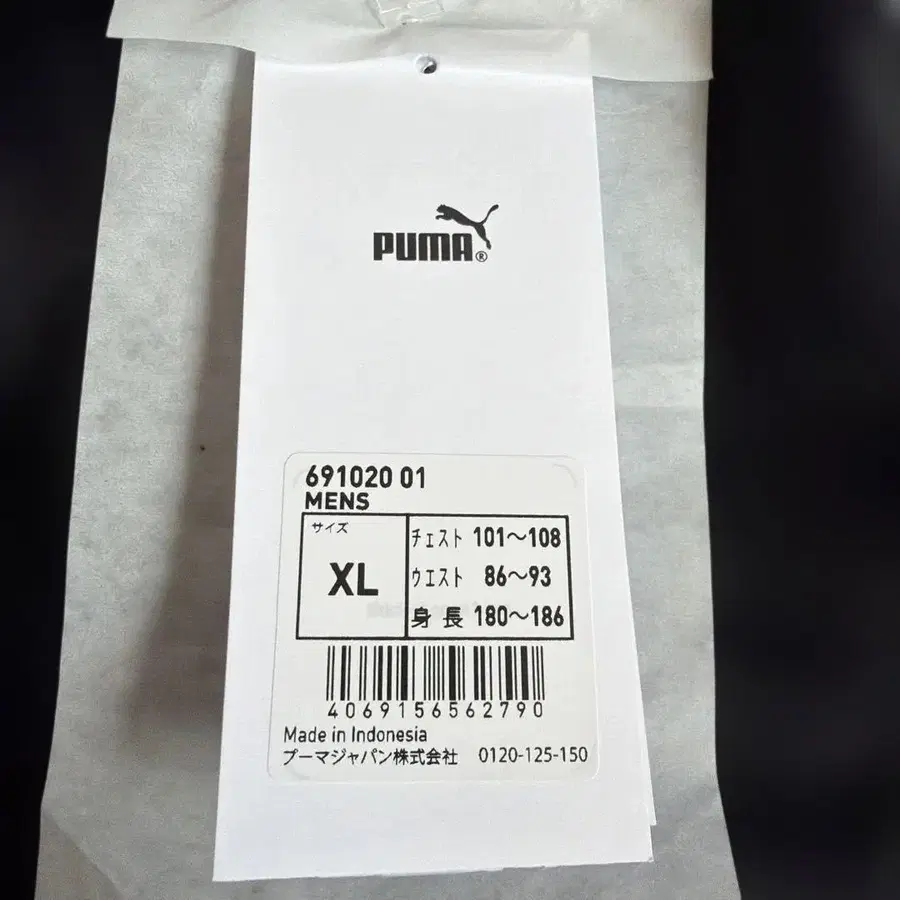 PUMA®
691020 01
MENS
サイズ
XL
チェスト 101〜108
ウエスト 86〜93
身長 180〜186
4069156562790
Made in Indonesia
プーマジャパン株式会社 0120-125-150